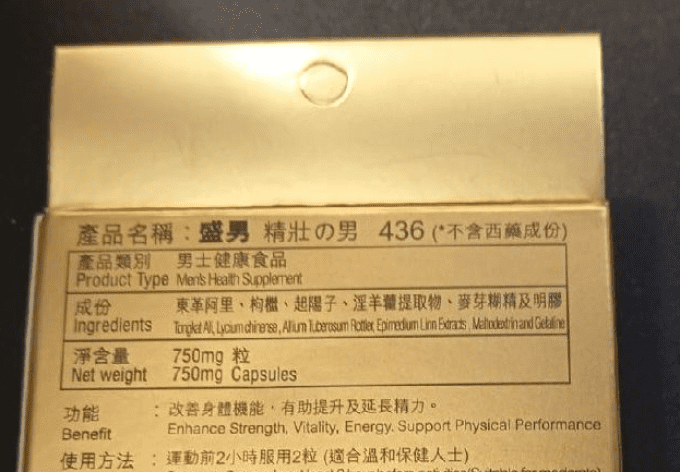 產品名稱：盛男 精壯の男 436 (*不含西藥成份)
產品類別 男士健康食品
Product Type Men's Health Supplement
成份 東革阿里、枸檵、起陽子、淫羊藿提取物、麥芽糊精及明膠
Ingredients Tongkat Ali, Lycium chinense, Allium Tuberosum Rottler, Epimedium Linn Extracts, Maltodextrin and Gelatine
淨含量 750mg 粒
Net weight 750mg Capsules
功能 ：改善身體機能，有助提升及延長精力。
Benefit Enhance Strength, Vitality, Energy. Support Physical Performance
使用方法 ：運動前2小時服用2粒 (適合溫和保健人士)